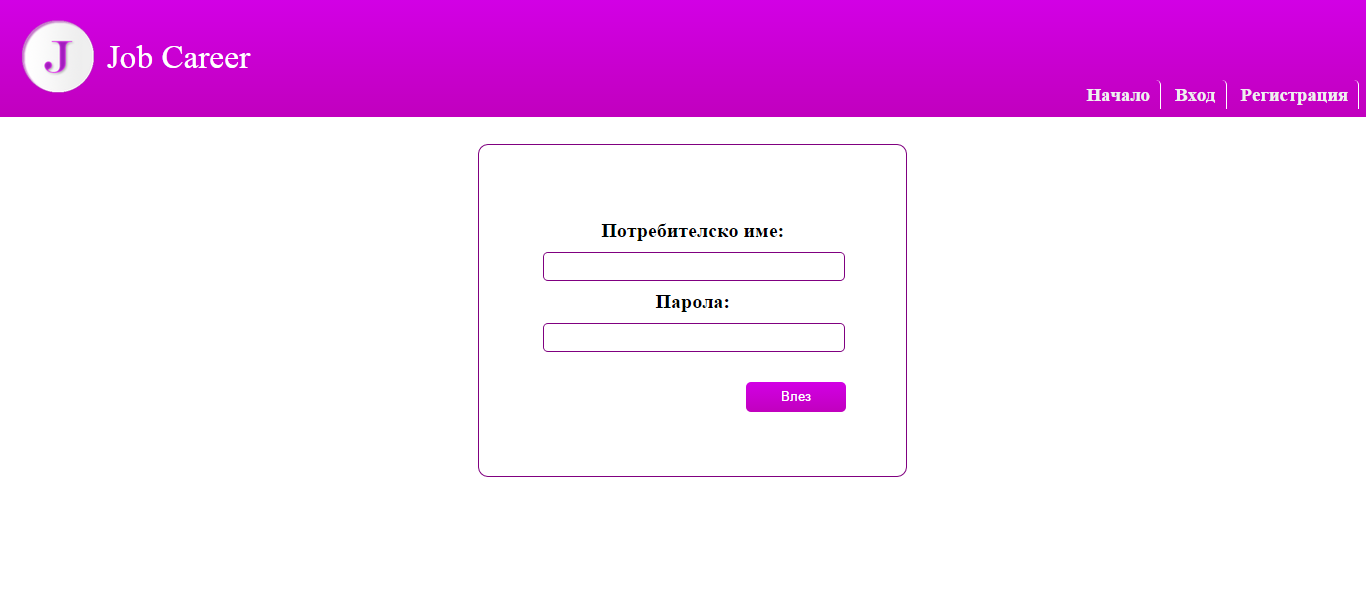 J
Job Career
Начало Вход Регистрация
Потребителско име:
Парола:
Влез